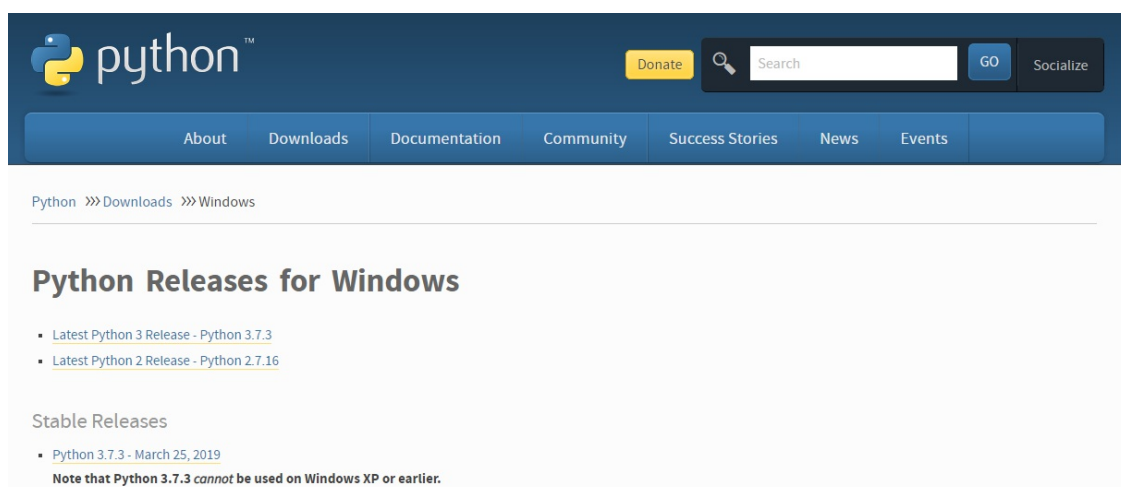 python™
Donate
Search
GO
Socialize
About Downloads Documentation Community Success Stories News Events
Python >>> Downloads >>> Windows
Python Releases for Windows
Latest Python 3 Release - Python 3.7.3
Latest Python 2 Release - Python 2.7.16
Stable Releases
Python 3.7.3 - March 25, 2019
Note that Python 3.7.3 cannot be used on Windows XP or earlier.